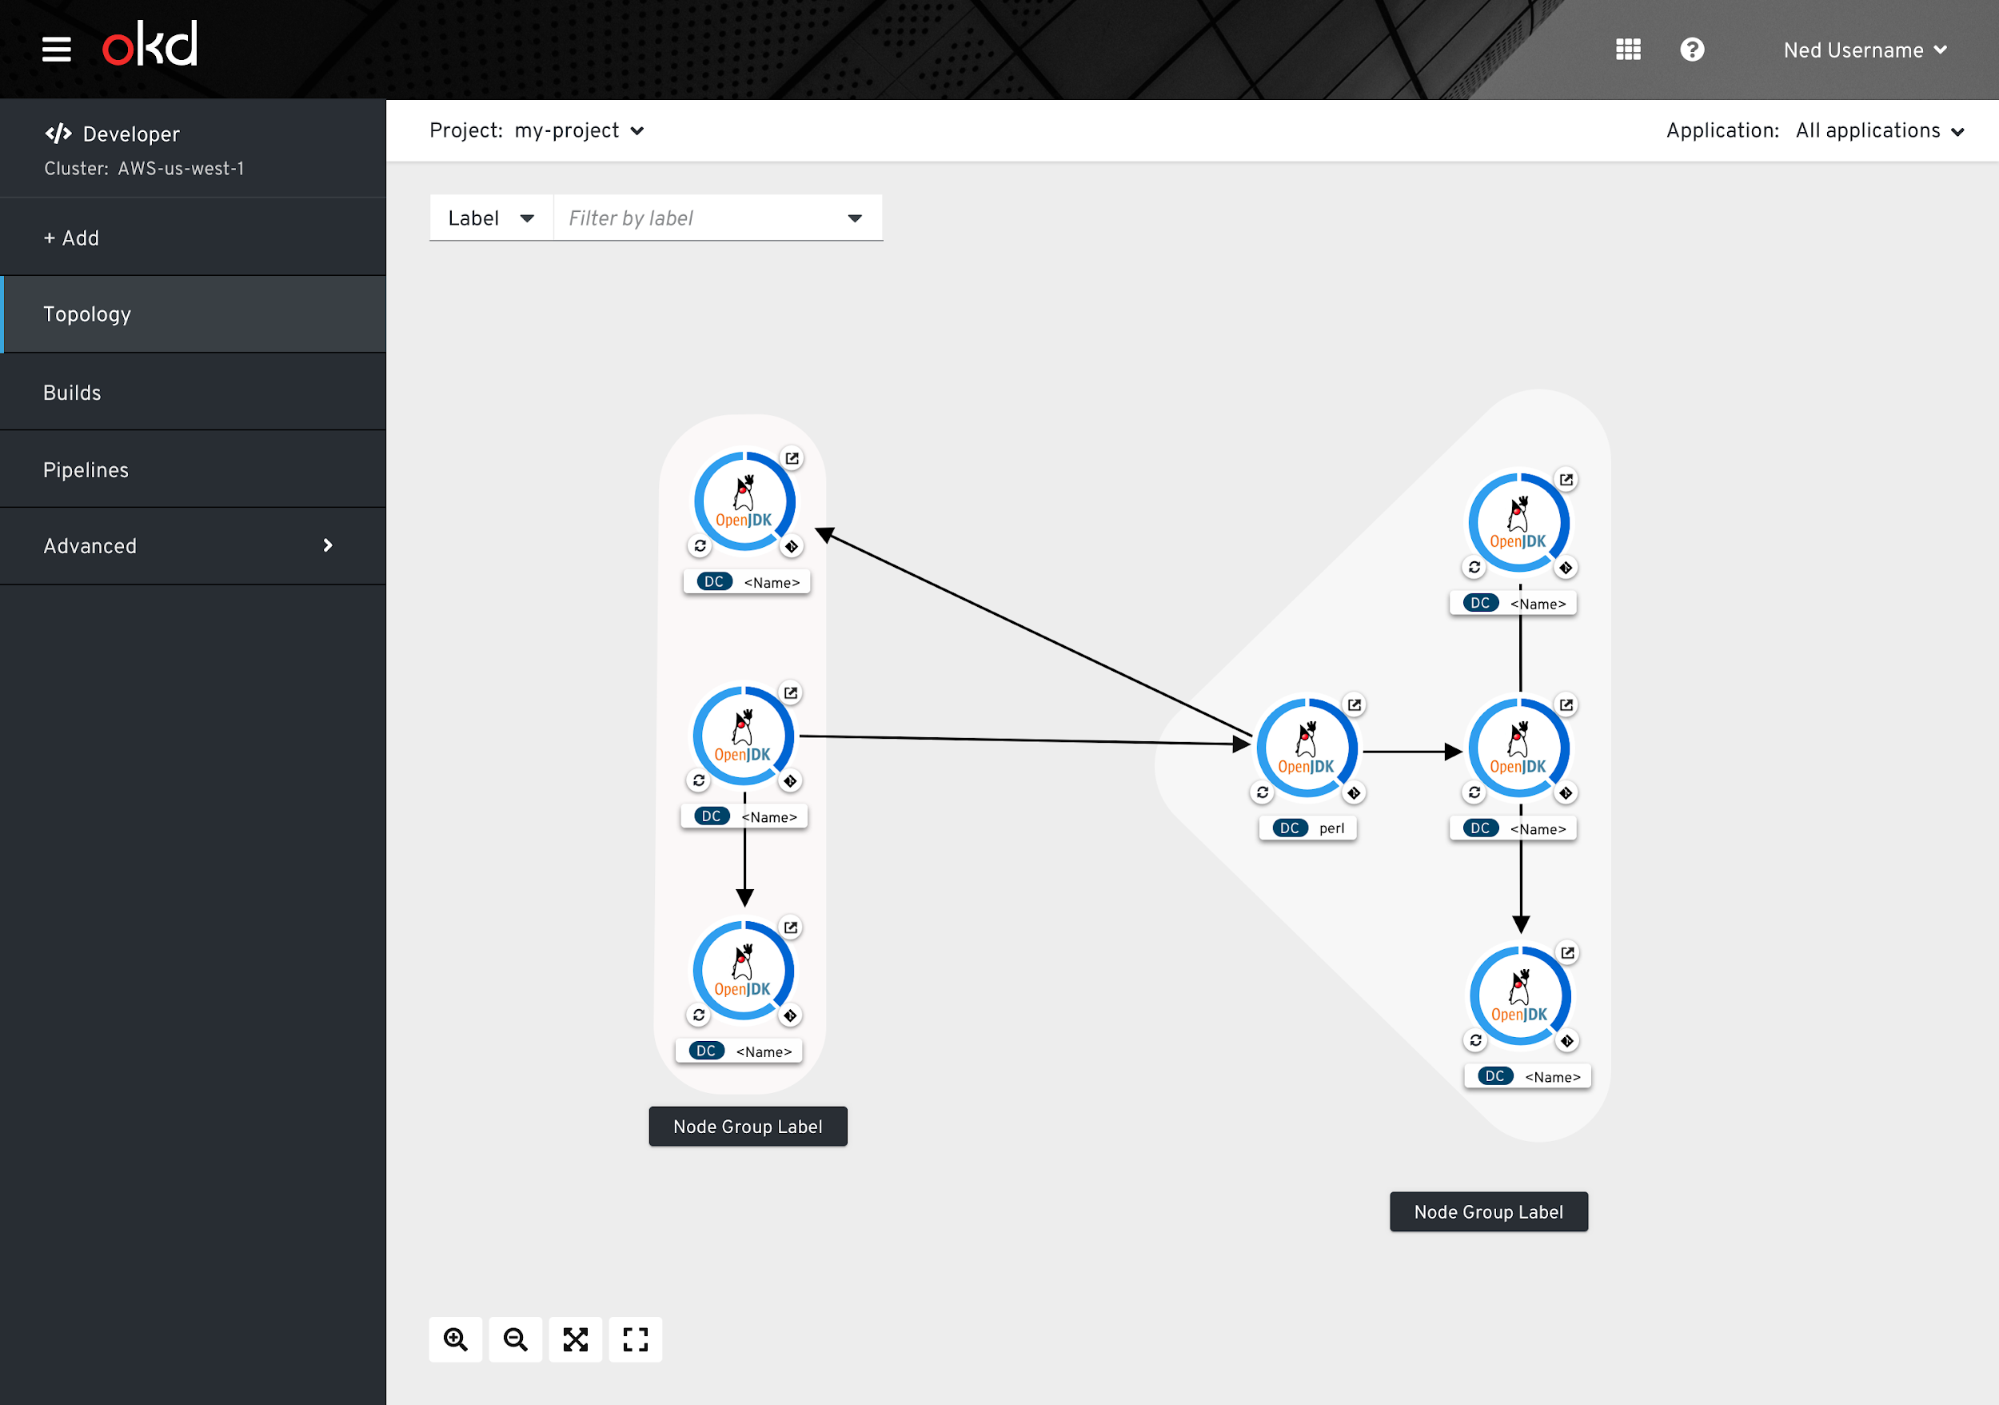 okd
Ned Username
Developer
Cluster: AWS-us-west-1
Project: my-project
Application: All applications
+ Add
Topology
Builds
Pipelines
Advanced
Label
Filter by label
OpenJDK
DC <Name>
OpenJDK
DC <Name>
OpenJDK
DC <Name>
Node Group Label
OpenJDK
DC <Name>
OpenJDK
DC perl
OpenJDK
DC <Name>
OpenJDK
DC <Name>
Node Group Label